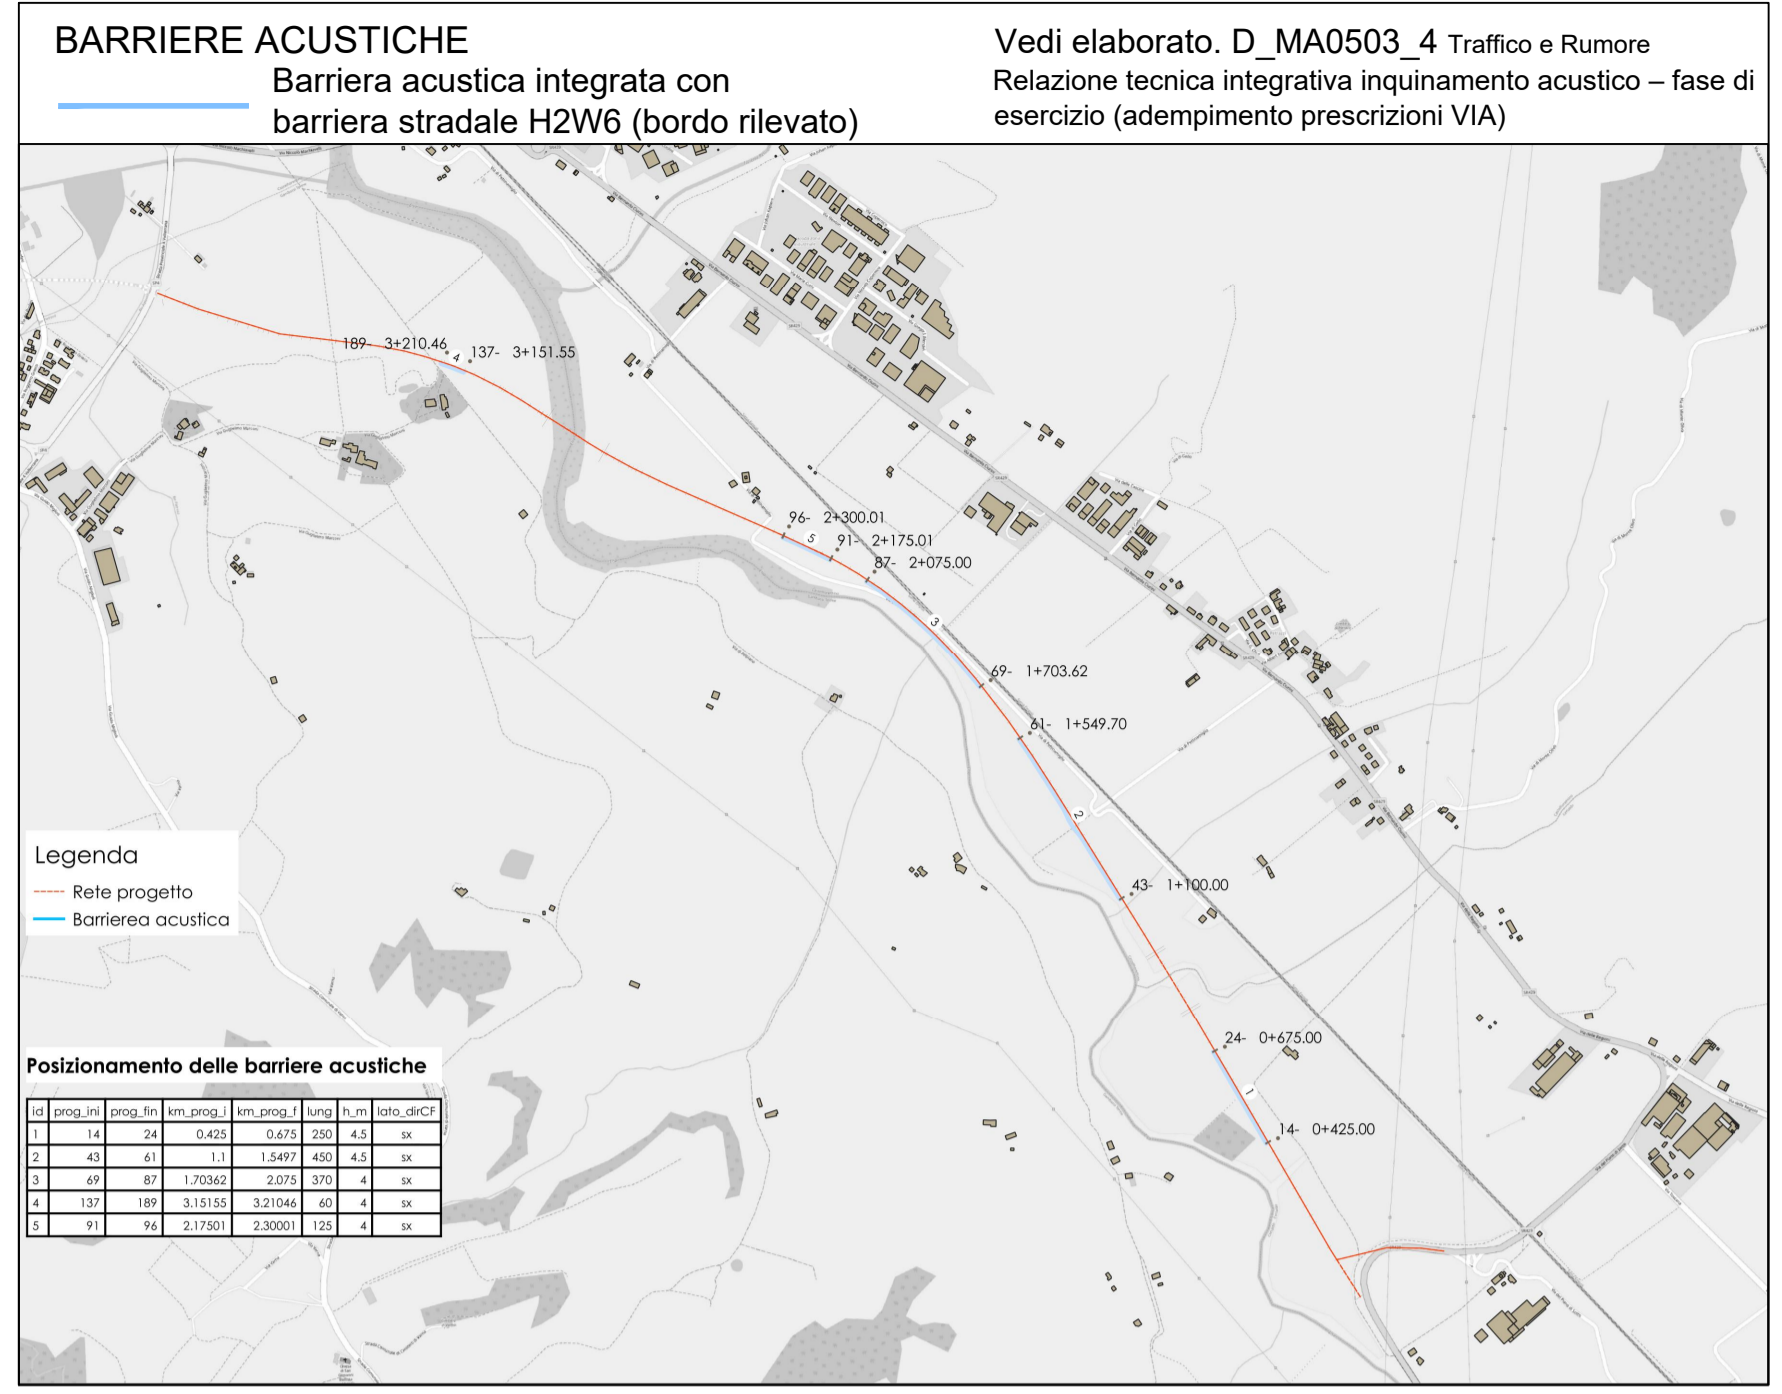 BARRIERE ACUSTICHE
Barriera acustica integrata con
barriera stradale H2W6 (bordo rilevato)
Vedi elaborato. D_MA0503_4 Traffico e Rumore
Relazione tecnica integrativa inquinamento acustico – fase di
esercizio (adempimento prescrizioni VIA)
189- 3+210.46
4
137- 3+151.55
96- 2+300.01
5
91- 2+175.01
87- 2+075.00
3
69- 1+703.62
61- 1+549.70
2
43- 1+100.00
24- 0+675.00
1
14- 0+425.00
Legenda
Rete progetto
Barrierea acustica
Posizionamento delle barriere acustiche
id prog_ini prog_fin km_prog_i km_prog_f lung h_m lato_dirCF
1 14 24 0.425 0.675 250 4.5 sx
2 43 61 1.1 1.5497 450 4.5 sx
3 69 87 1.70362 2.075 370 4 sx
4 137 189 3.15155 3.21046 60 4 sx
5 91 96 2.17501 2.30001 125 4 sx